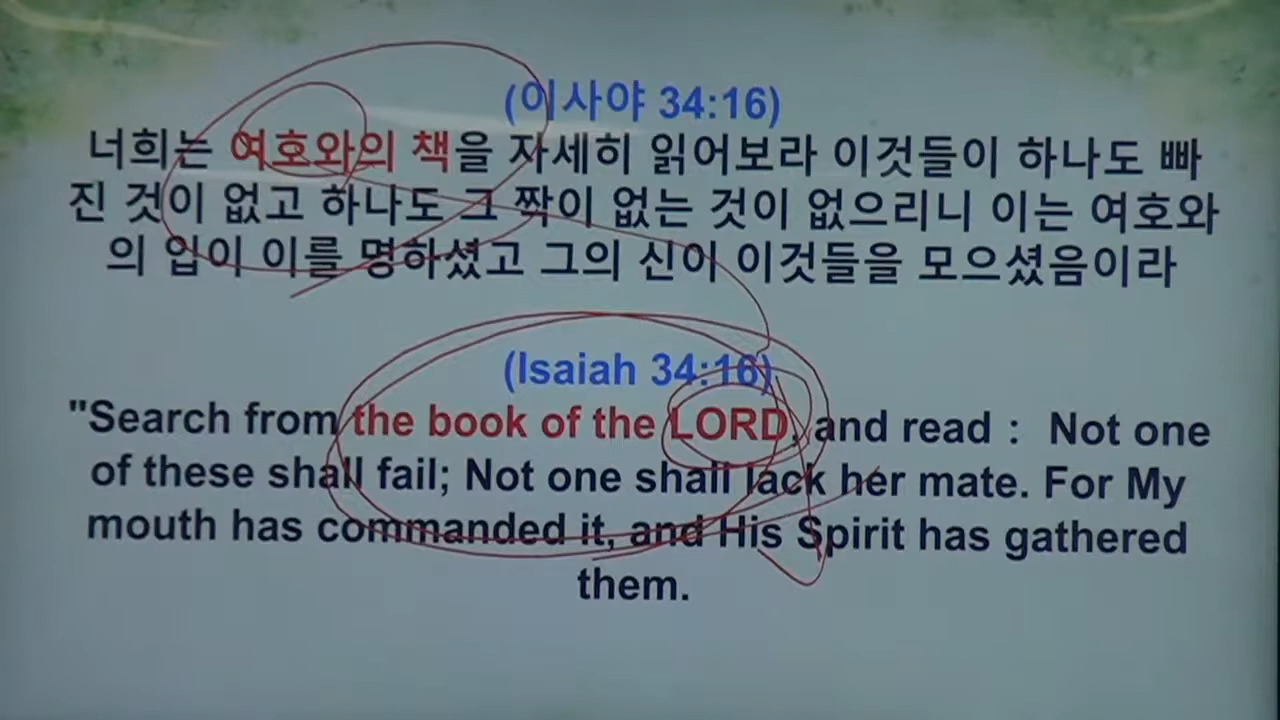 (이사야 34:16)
너희는 여호와의 책을 자세히 읽어보라 이것들이 하나도 빠
진 것이 없고 하나도 그 짝이 없는 것이 없으리니 이는 여호와
의 입이 이를 명하셨고 그의 신이 이것들을 모으셨음이라
(Isaiah 34:16)
"Search from the book of the LORD, and read : Not one
of these shall fail; Not one shall lack her mate. For My
mouth has commanded it, and His Spirit has gathered
them.